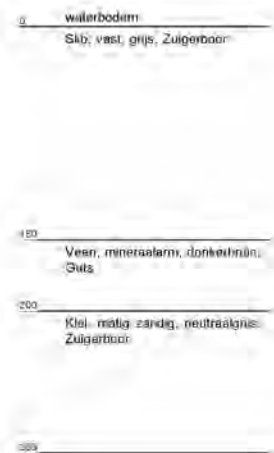 0 waterbodem
Slib, vast, grijs, Zuigerboor
150
Veen, mineraalarm, donkerbruin,
Guts
200
Klei, matig zandig, neutraalgrijs,
Zuigerboor
300